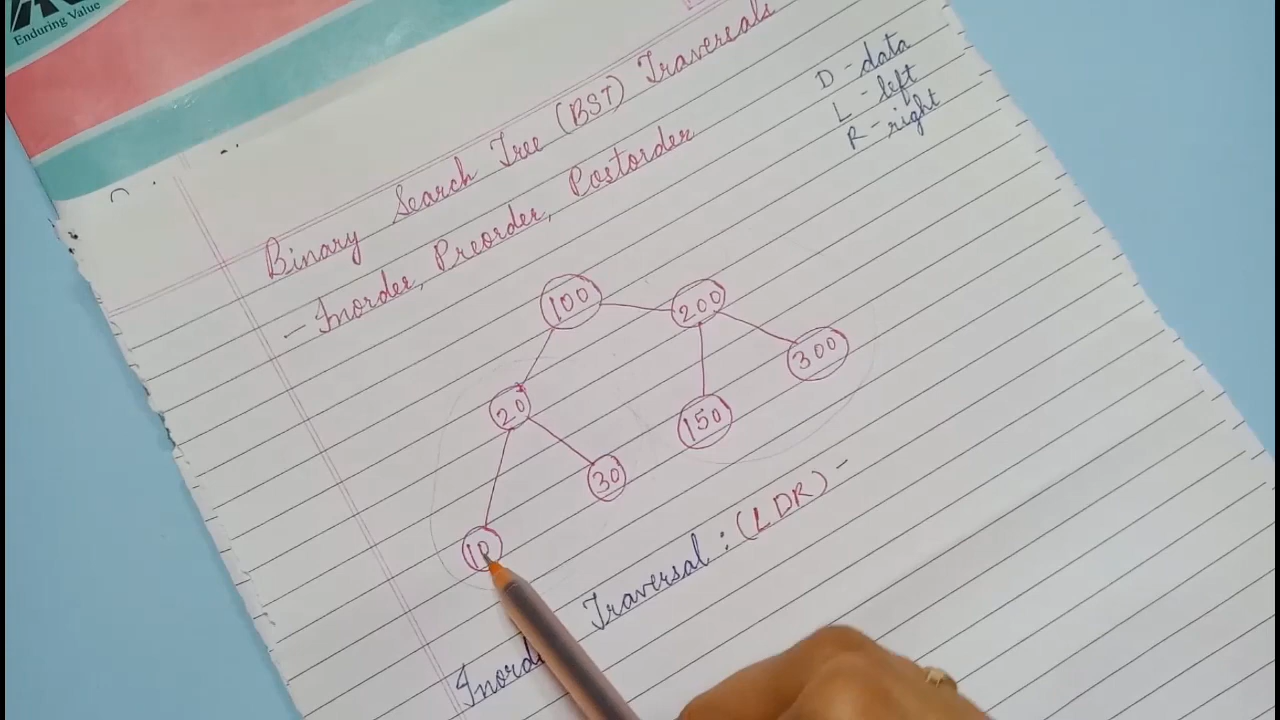 Enduring Value
Binary Search Tree (BST) Traversals
- Inorder, Preorder, Postorder
D - data
L - left
R - right
100
200
300
20
150
30
10
Traversal : (LDR) -